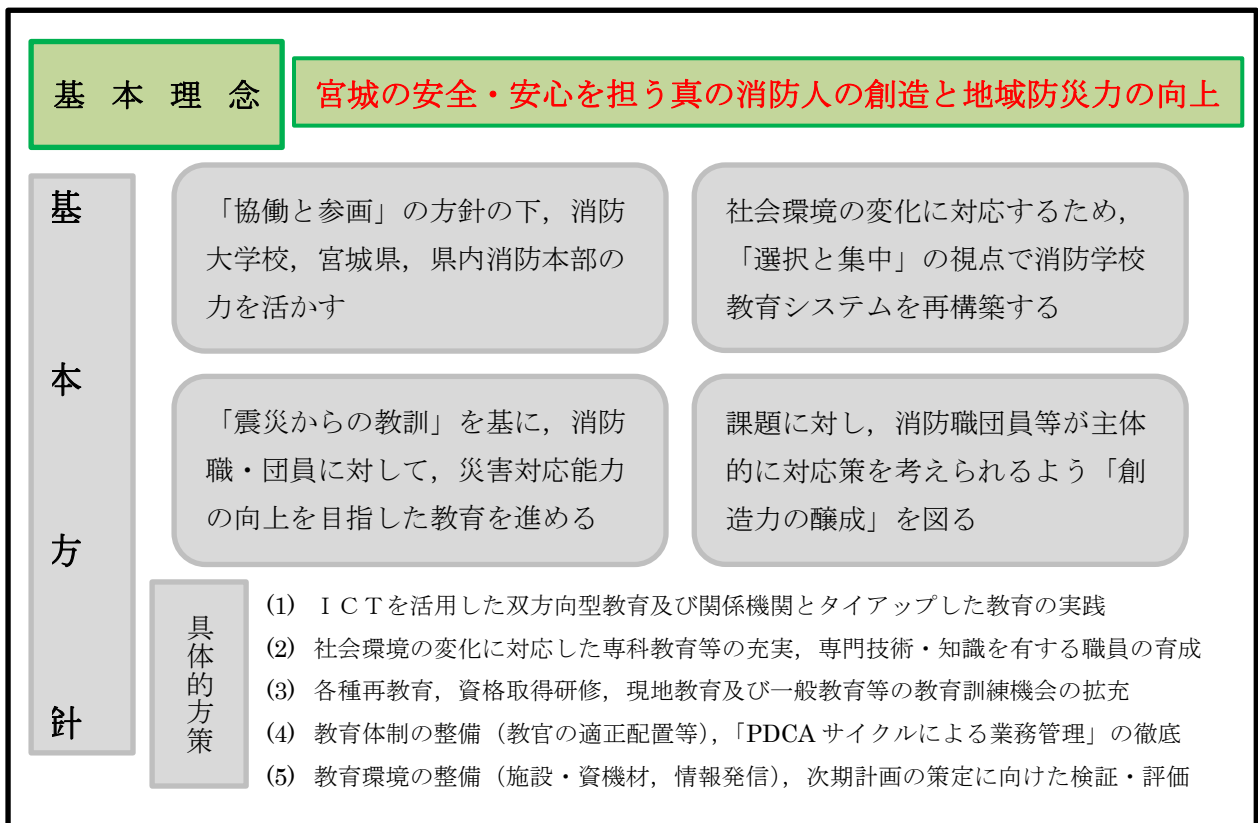 基本理念
宮城の安全・安心を担う真の消防人の創造と地域防災力の向上
基本方針
「協働と参画」の方針の下，消防
大学校，宮城県，県内消防本部の
力を活かす
社会環境の変化に対応するため，
「選択と集中」の視点で消防学校
教育システムを再構築する
「震災からの教訓」を基に，消防
職・団員に対して，災害対応能力
の向上を目指した教育を進める
課題に対し，消防職団員等が主体
的に対応策を考えられるよう「創
造力の醸成」を図る
具体的方策
(1) ＩＣＴを活用した双方向型教育及び関係機関とタイアップした教育の実践
(2) 社会環境の変化に対応した専科教育等の充実，専門技術・知識を有する職員の育成
(3) 各種再教育，資格取得研修，現地教育及び一般教育等の教育訓練機会の拡充
(4) 教育体制の整備（教官の適正配置等），「PDCAサイクルによる業務管理」の徹底
(5) 教育環境の整備（施設・資機材，情報発信），次期計画の策定に向けた検証・評価